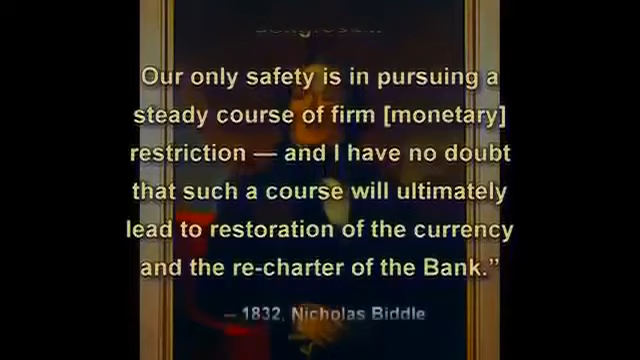 Our only safety is in pursuing a
steady course of firm [monetary]
restriction — and I have no doubt
that such a course will ultimately
lead to restoration of the currency
and the re-charter of the Bank.”
– 1832, Nicholas Biddle